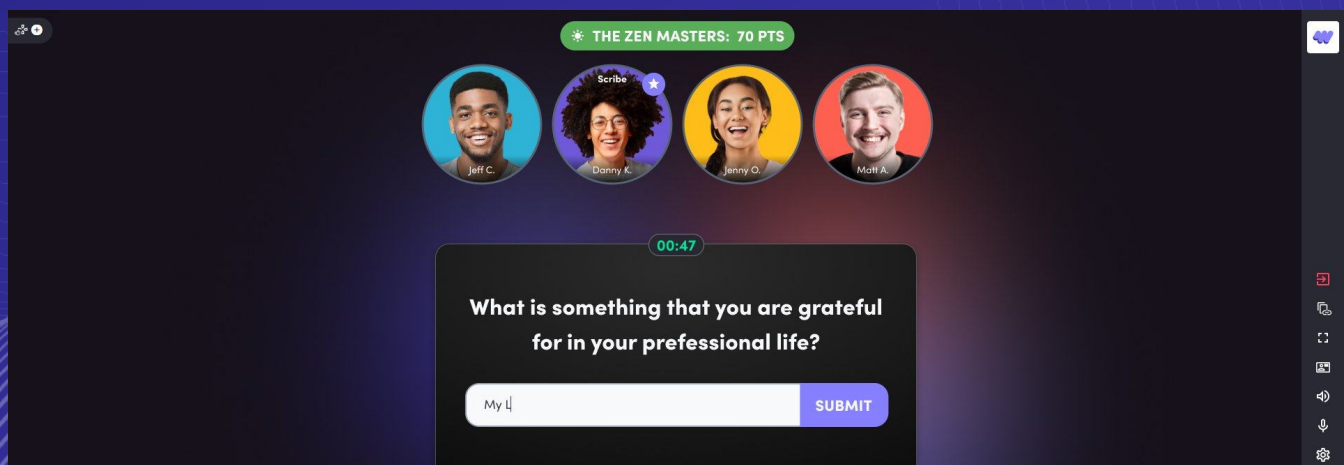 THE ZEN MASTERS: 70 PTS
Scribe
Jeff C.
Danny K.
Jenny O.
Matt A.
00:47
What is something that you are grateful
for in your prefessional life?
My L
SUBMIT